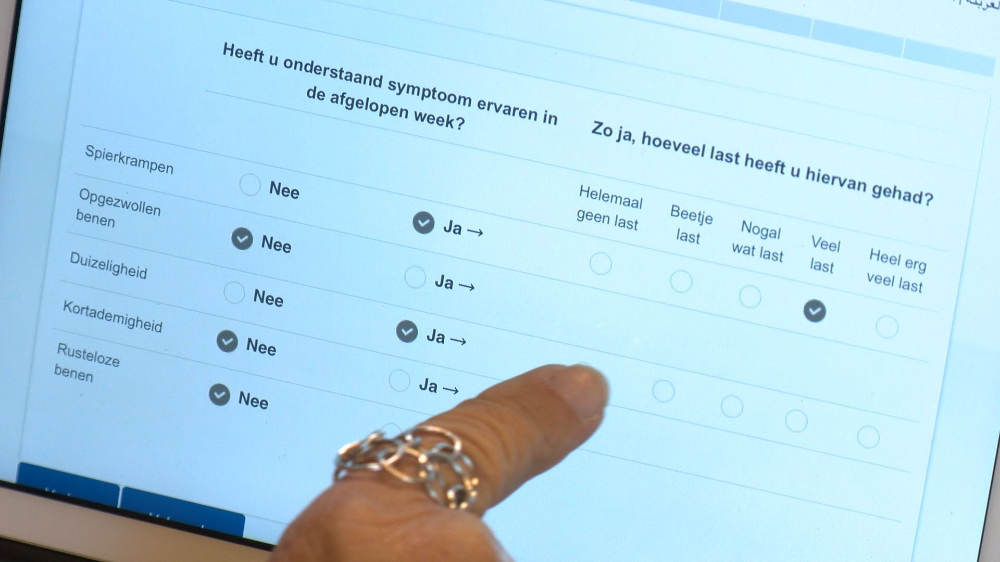 Heeft u onderstaand symptoom ervaren in
de afgelopen week?
Zo ja, hoeveel last heeft u hiervan gehad?
Helemaal
geen last
Beetje
last
Nogal
wat last
Veel
last
Heel erg
veel last
Spierkrampen
Nee
Ja →
Opgezwollen
benen
Nee
Ja →
Duizeligheid
Nee
Ja →
Kortademigheid
Nee
Ja →
Rusteloze
benen
Nee